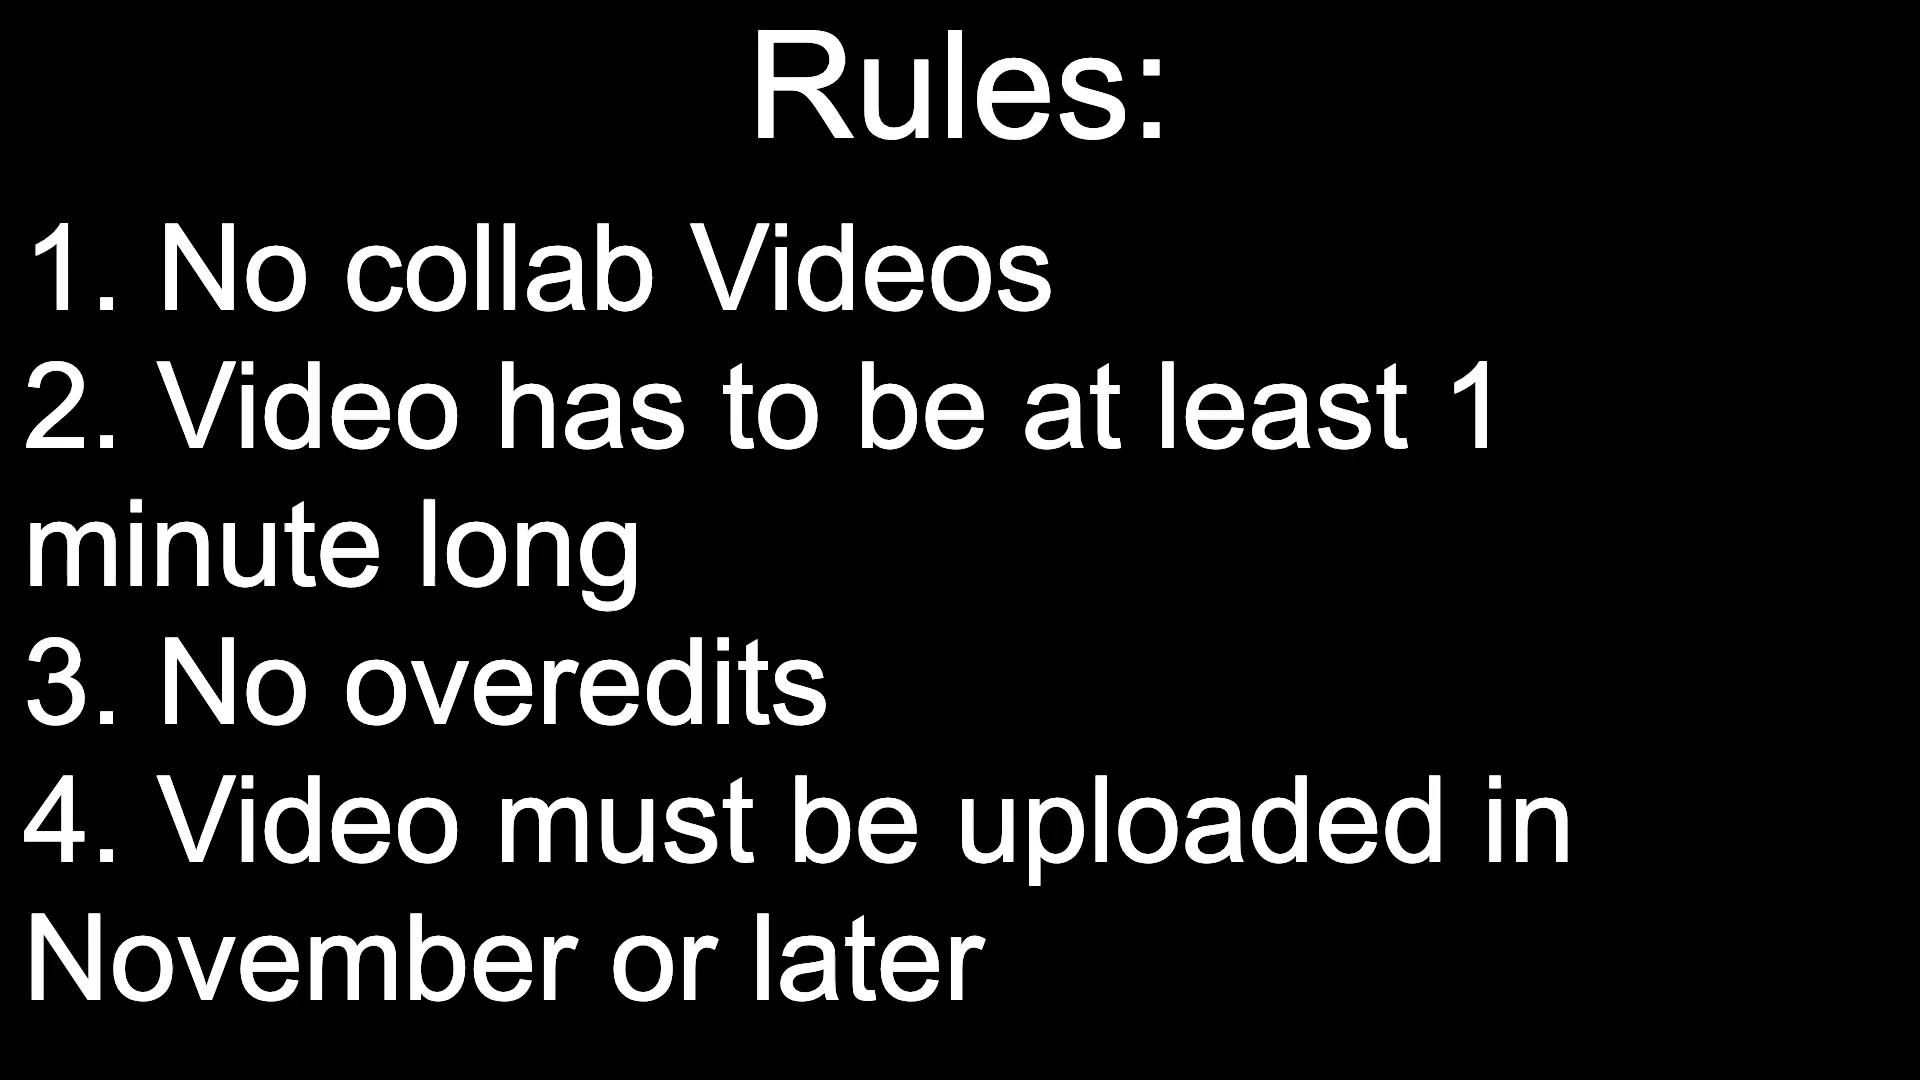 Rules:
1. No collab Videos
2. Video has to be at least 1
minute long
3. No overedits
4. Video must be uploaded in
November or later